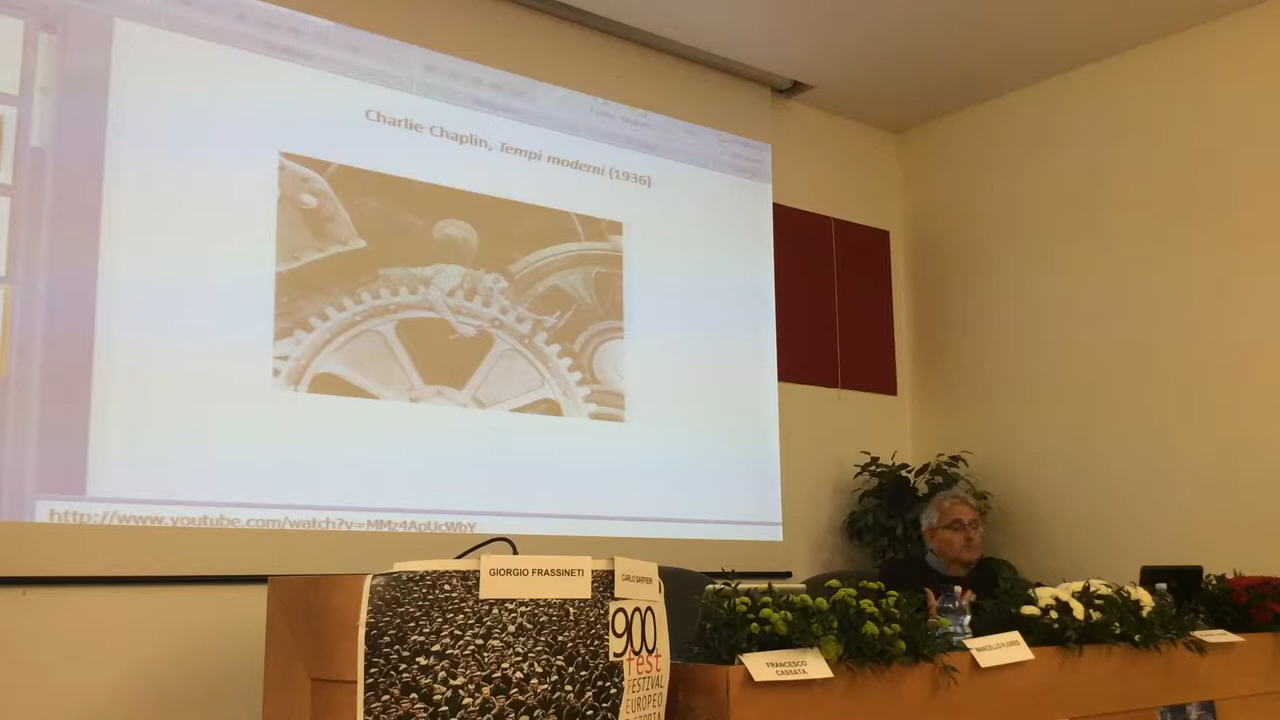 Charlie Chaplin, Tempi moderni (1936)
http://www.youtube.com/watch?v=MMz4ApUcWbY
GIORGIO FRASSINETI
CARLO SARPIERI
900
fest
FESTIVAL
EUROPEO
FRANCESCO
CASSATA
MARCELLO FLORES